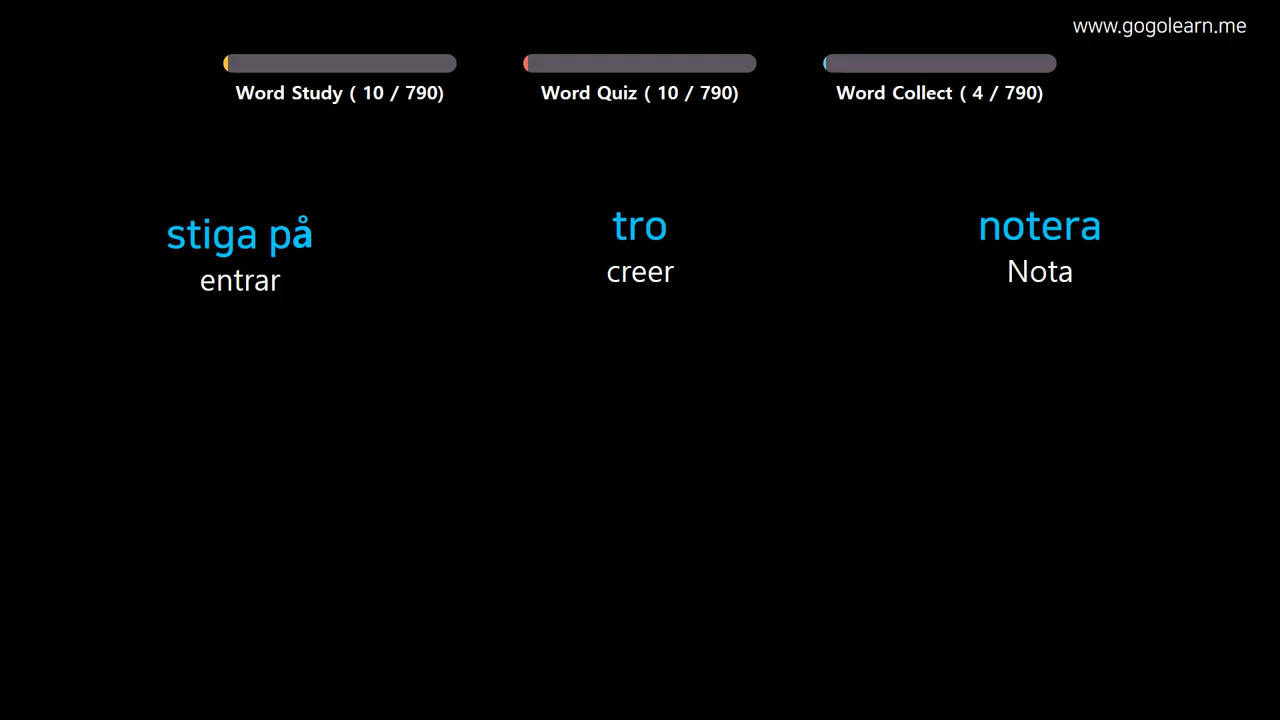 www.gogolearn.me
Word Study ( 10 / 790)
Word Quiz ( 10 / 790)
Word Collect ( 4 / 790)
stiga på
entrar
tro
creer
notera
Nota